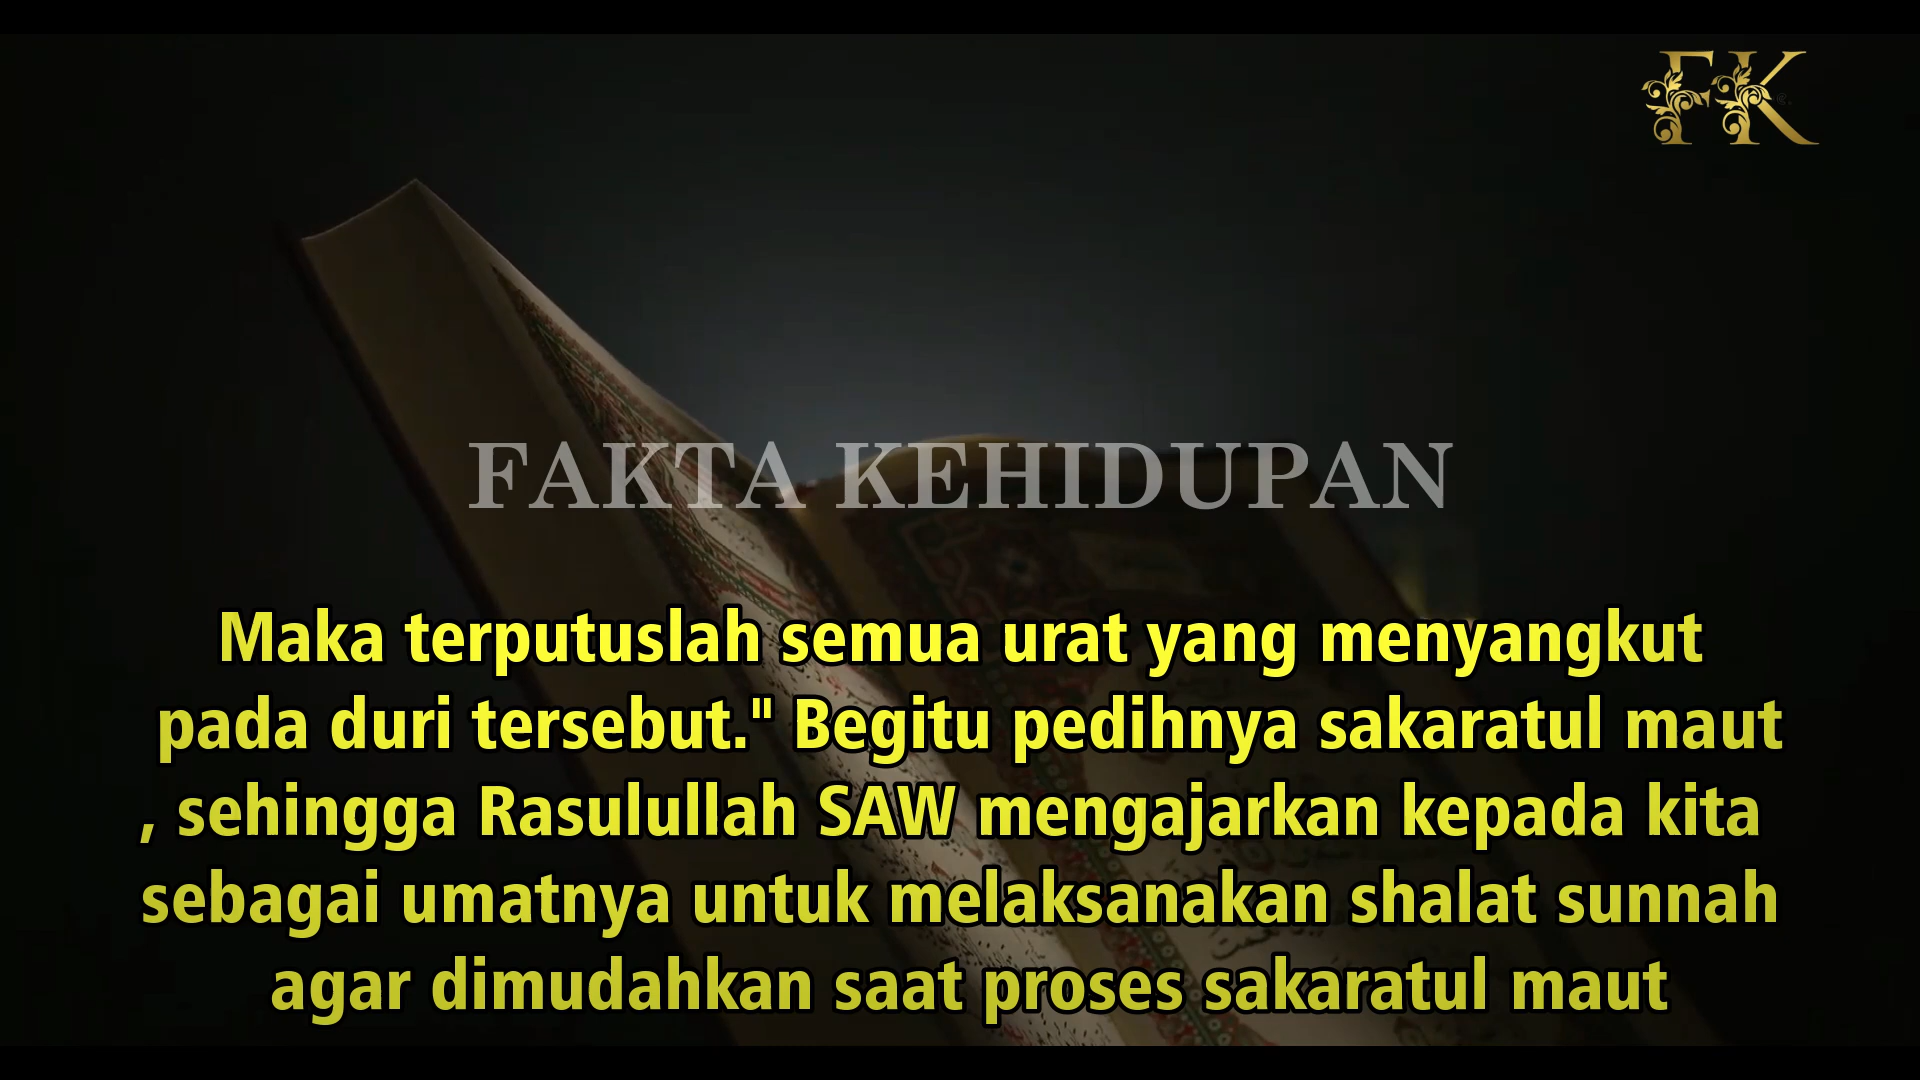 FK
FAKTA KEHIDUPAN
Maka terputuslah semua urat yang menyangkut
pada duri tersebut." Begitu pedihnya sakaratul maut
, sehingga Rasulullah SAW mengajarkan kepada kita
sebagai umatnya untuk melaksanakan shalat sunnah
agar dimudahkan saat proses sakaratul maut